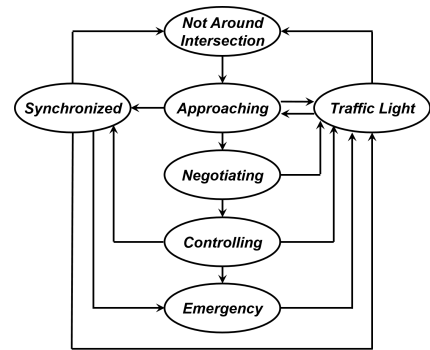 Not Around
Intersection
Synchronized
Approaching
Traffic Light
Negotiating
Controlling
Emergency